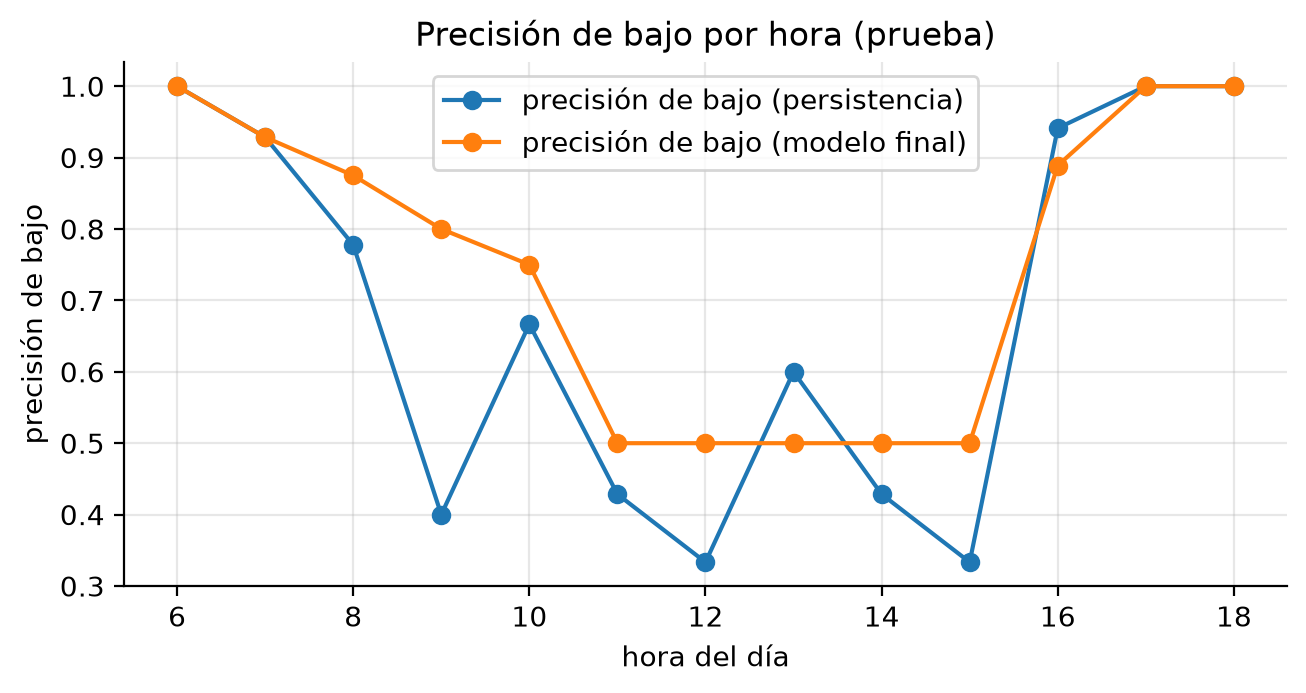 Precisión de bajo por hora (prueba)
precisión de bajo (persistencia)
precisión de bajo (modelo final)
precisión de bajo
1.0
0.9
0.8
0.7
0.6
0.5
0.4
0.3
6 8 10 12 14 16 18
hora del día